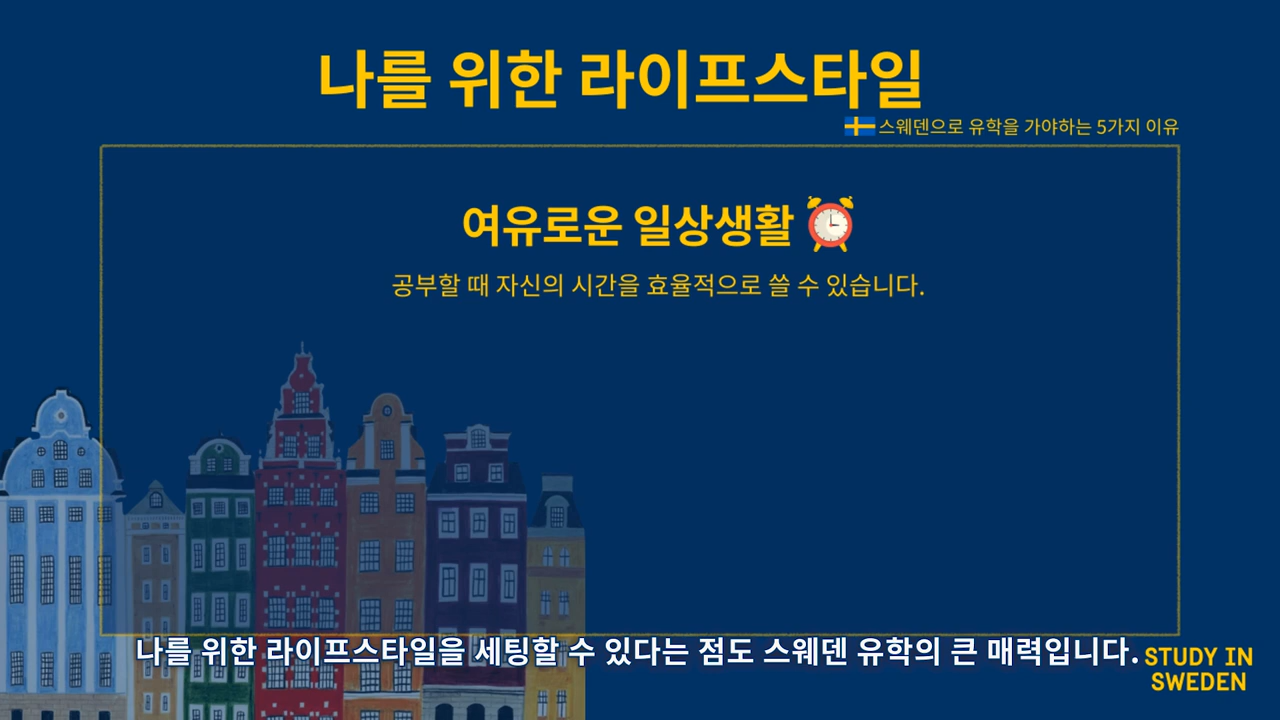 나를 위한 라이프스타일
스웨덴으로 유학을 가야하는 5가지 이유
여유로운 일상생활
공부할 때 자신의 시간을 효율적으로 쓸 수 있습니다.
나를 위한 라이프스타일을 세팅할 수 있다는 점도 스웨덴 유학의 큰 매력입니다.
STUDY IN
SWEDEN